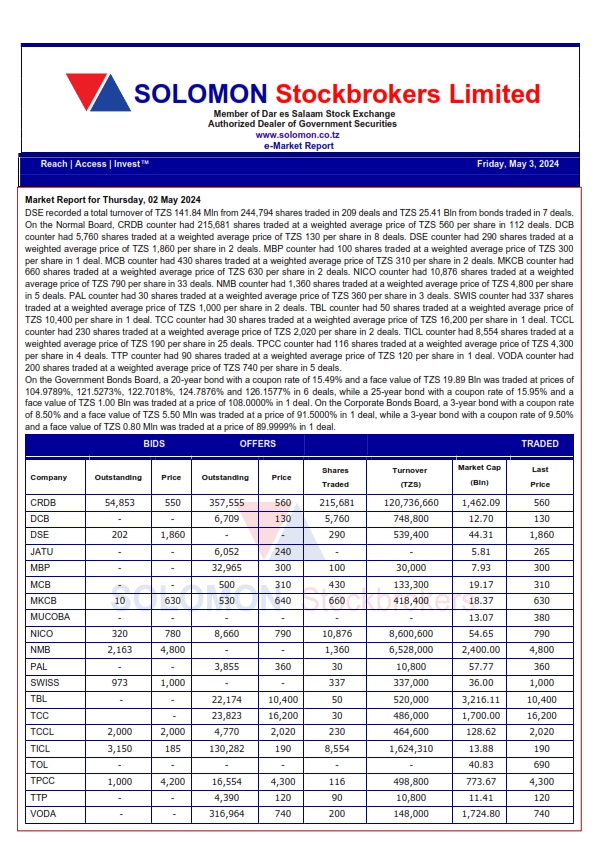 SOLOMON Stockbrokers Limited
Member of Dar es Salaam Stock Exchange
Authorized Dealer of Government Securities
www.solomon.co.tz
e-Market Report
Reach | Access | Invest™ Friday, May 3, 2024
Market Report for Thursday, 02 May 2024
DSE recorded a total turnover of TZS 141.84 Mln from 244,794 shares traded in 209 deals and TZS 25.41 Bln from bonds traded in 7 deals.
On the Normal Board, CRDB counter had 215,681 shares traded at a weighted average price of TZS 560 per share in 112 deals. DCB
counter had 5,760 shares traded at a weighted average price of TZS 130 per share in 8 deals. DSE counter had 290 shares traded at a
weighted average price of TZS 1,860 per share in 2 deals. MBP counter had 100 shares traded at a weighted average price of TZS 300
per share in 1 deal. MCB counter had 430 shares traded at a weighted average price of TZS 310 per share in 2 deals. MKCB counter had
660 shares traded at a weighted average price of TZS 630 per share in 2 deals. NICO counter had 10,876 shares traded at a weighted
average price of TZS 790 per share in 33 deals. NMB counter had 1,360 shares traded at a weighted average price of TZS 4,800 per share
in 5 deals. PAL counter had 30 shares traded at a weighted average price of TZS 360 per share in 3 deals. SWIS counter had 337 shares
traded at a weighted average price of TZS 1,000 per share in 2 deals. TBL counter had 50 shares traded at a weighted average price of
TZS 10,400 per share in 1 deal. TCC counter had 30 shares traded at a weighted average price of TZS 16,200 per share in 1 deal. TCCL
counter had 230 shares traded at a weighted average price of TZS 2,020 per share in 2 deals. TICL 8,554 shares traded at a
weighted average price of TZS 190 per share in 25 deals. TPCC counter had 116 shares traded at a weighted average price of TZS 4,300
per share in 4 deals. TTP counter had 90 shares traded at a weighted average price of TZS 120 per share in 1 deal. VODA counter had
200 shares traded at a weighted average price of TZS 740 per share in 5 deals.
On the Government Bonds Board, a 20-year bond with a coupon rate of 15.49% and a face value of TZS 19.89 Bln was traded at prices of
104.9789%, 121.5273%, 122.7018%, 124.7876% and 126.1577% in 6 deals, while a 25-year bond with a coupon rate of 15.95% and a
face value of TZS 1.00 Bln was traded at a price of 108.0000% in 1 deal. On the Corporate Bonds Board, a 3-year bond with a coupon rate
of 8.50% and a face value of TZS 5.50 Mln was traded at a price of 91.5000% in 1 deal, while a 3-year bond with a coupon rate of 9.50%
and a face value of TZS 0.80 Mln was traded at 89.9999% in 1 deal.
BIDS OFFERS TRADED
Company Outstanding Price Outstanding Price Shares Traded Turnover (TZS) Market Cap (Bln) Last Price
CRDB 54,853 550 357,555 560 215,681 120,736,660 1,462.09 560
DCB - - 6,709 130 5,760 748,800 12.70 130
DSE 202 1,860 - - 290 539,400 44.31 1,860
JATU - - 6,052 240 - - 5.81 265
MBP - - 32,965 300 100 30,000 7.93 300
MCB - - 500 310 430 133,300 19.17 310
MKCB 10 630 530 640 660 418,400 18.37 630
MUCOBA - - - - - - 13.07 380
NICO 320 780 8,660 790 10,876 8,600,600 54.65 790
NMB 2,163 4,800 - - 1,360 6,528,000 2,400.00 4,800
PAL - - 3,855 360 30 10,800 57.77 360
SWISS 973 1,000 - - 337 337,000 36.00 1,000
TBL - - 22,174 10,400 50 520,000 3,216.11 10,400
TCC - 23,823 16,200 30 486,000 1,700.00 16,200
TCCL 2,000 2,000 4,770 2,020 230 464,600 128.62 2,020
TICL 3,150 185 130,282 190 8,554 1,624,310 13.88 190
TOL - - - - - - 40.83 690
TPCC 1,000 4,200 16,554 4,300 116 498,800 773.67 4,300
TTP - - 4,390 120 90 10,800 11.41 120
VODA - - 316,964 740 200 148,000 1,724.80 740
SOLOMON Stockbrokers